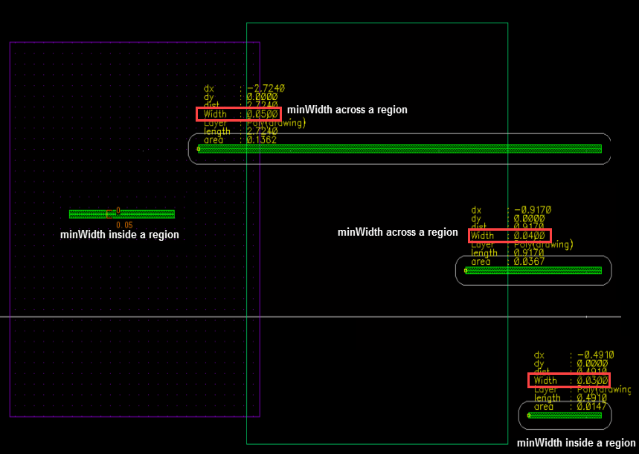 dx : -2.7240
dy : 0.0000
dist : 2.7240
Width : 0.0500
Layer : Poly(drawing)
length : 2.7240
area : 0.1362
minWidth across a region
0.05
minWidth inside a region
dx : -0.9170
dy : 0.0000
dist : 0.9170
Width : 0.0400
Layer : Poly(drawing)
length : 0.9170
area : 0.0367
minWidth across a region
dx : -0.4910
dy : 0.0000
dist : 0.4910
Width : 0.0300
Layer : Poly(drawing
length : 0.4910
area : 0.0147
minWidth inside a region